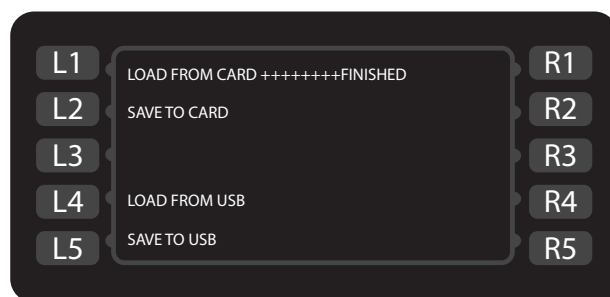 L1 LOAD FROM CARD ++++++++FINISHED R1
L2 SAVE TO CARD R2
L3 R3
L4 LOAD FROM USB R4
L5 SAVE TO USB R5